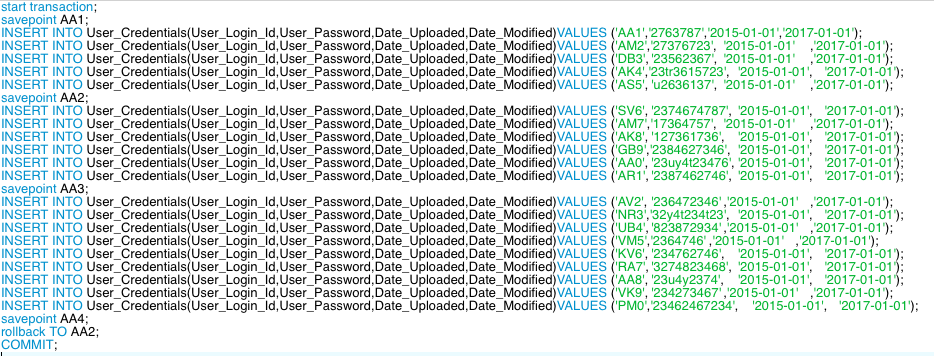 start transaction;
savepoint AA1;
INSERT INTO User_Credentials(User_Login_Id,User_Password,Date_Uploaded,Date_Modified)VALUES ('AA1','2763787','2015-01-01','2017-01-01');
INSERT INTO User_Credentials(User_Login_Id,User_Password,Date_Uploaded,Date_Modified)VALUES ('AM2','27376723', '2015-01-01' ,'2017-01-01');
INSERT INTO User_Credentials(User_Login_Id,User_Password,Date_Uploaded,Date_Modified)VALUES ('DB3','23562367', '2015-01-01' ,'2017-01-01');
INSERT INTO User_Credentials(User_Login_Id,User_Password,Date_Uploaded,Date_Modified)VALUES ('AK4','23tr3615723', '2015-01-01', '2017-01-01');
INSERT INTO User_Credentials(User_Login_Id,User_Password,Date_Uploaded,Date_Modified)VALUES ('AS5', 'u2636137', '2015-01-01', '2017-01-01');
savepoint AA2;
INSERT INTO User_Credentials(User_Login_Id,User_Password,Date_Uploaded,Date_Modified)VALUES ('SV6', '2374674787', '2015-01-01', '2017-01-01');
INSERT INTO User_Credentials(User_Login_Id,User_Password,Date_Uploaded,Date_Modified)VALUES ('AM7', '17364757', '2015-01-01' ,'2017-01-01');
INSERT INTO User_Credentials(User_Login_Id,User_Password,Date_Uploaded,Date_Modified)VALUES ('AK8', '127361736', '2015-01-01', '2017-01-01');
INSERT INTO User_Credentials(User_Login_Id,User_Password,Date_Uploaded,Date_Modified)VALUES ('GB9', '2384627346', '2015-01-01', '2017-01-01');
INSERT INTO User_Credentials(User_Login_Id,User_Password,Date_Uploaded,Date_Modified)VALUES ('AA0', '23uy4t23476', '2015-01-01', '2017-01-01');
INSERT INTO User_Credentials(User_Login_Id,User_Password,Date_Uploaded,Date_Modified)VALUES ('AR1', '2387462746', '2015-01-01', '2017-01-01');
savepoint AA3;
INSERT INTO User_Credentials(User_Login_Id,User_Password,Date_Uploaded,Date_Modified)VALUES ('AV2', '236472346','2015-01-01' ,'2017-01-01');
INSERT INTO User_Credentials(User_Login_Id,User_Password,Date_Uploaded,Date_Modified)VALUES ('NR3','32y4t234t23', '2015-01-01', '2017-01-01');
INSERT INTO User_Credentials(User_Login_Id,User_Password,Date_Uploaded,Date_Modified)VALUES ('UB4' '823872934' ,'2015-01-01' ,'2017-01-01');
INSERT INTO User_Credentials(User_Login_Id,User_Password,Date_Uploaded,Date_Modified)VALUES ('VM5', '2364746' ,'2015-01-01' ,'2017-01-01');
INSERT INTO User_Credentials(User_Login_Id,User_Password,Date_Uploaded,Date_Modified)VALUES ('KV6', '234762746', '2015-01-01', '2017-01-01');
INSERT INTO User_Credentials(User_Login_Id,User_Password,Date_Uploaded,Date_Modified)VALUES ('RA7', '3274823468', '2015-01-01', '2017-01-01');
INSERT INTO User_Credentials(User_Login_Id,User_Password,Date_Uploaded,Date_Modified)VALUES ('AA8', '23u4y2374', '2015-01-01', '2017-01-01');
INSERT INTO User_Credentials(User_Login_Id,User_Password,Date_Uploaded,Date_Modified)VALUES ('VK9', '234273467','2015-01-01' ,'2017-01-01');
INSERT INTO User_Credentials(User_Login_Id,User_Password,Date_Uploaded,Date_Modified)VALUES ('PM0', '23462467234', '2015-01-01', '2017-01-01');
savepoint AA4;
rollback TO AA2;
COMMIT;